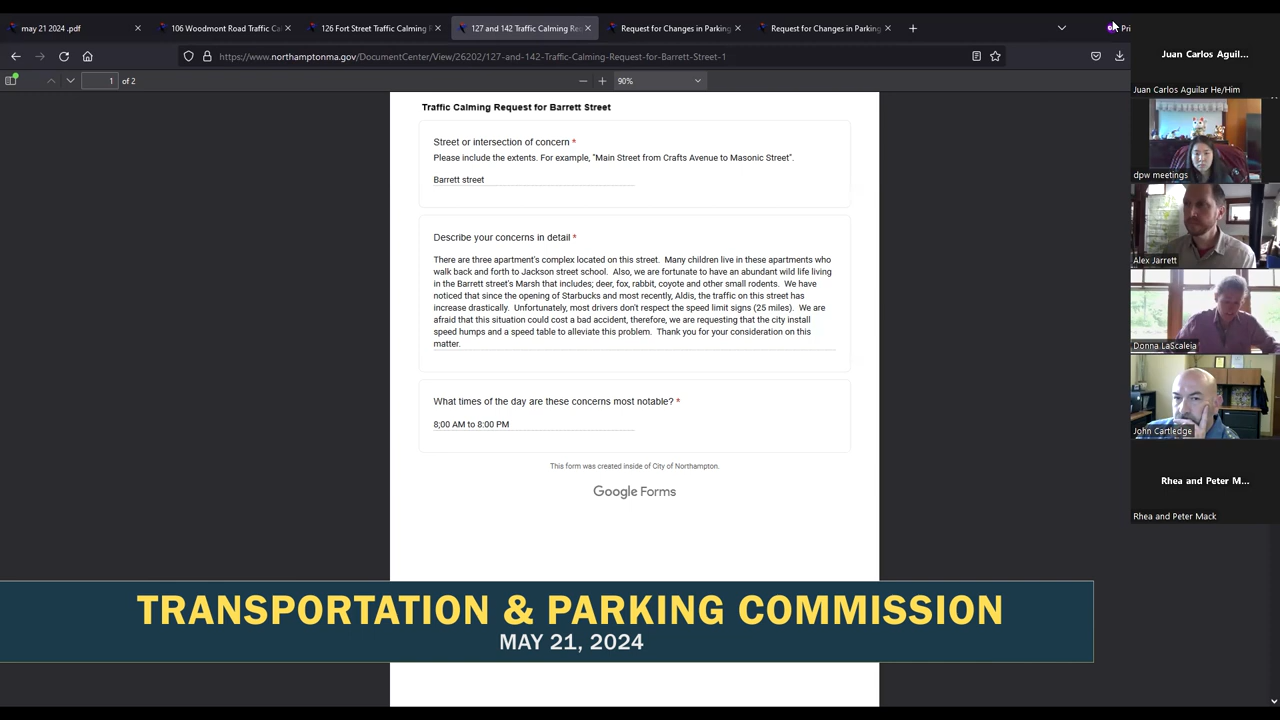 may 21 2024 .pdf
106 Woodmont Road Traffic Ca
126 Fort Street Traffic Calming F
127 and 142 Traffic Calming Re
Request for Changes in Parking
Request for Changes in Parking
Pri
https://www.northamptonma.gov/DocumentCenter/View/26202/127-and-142-Traffic-Calming-Request-for-Barrett-Street-1
1 of 2
90%
Traffic Calming Request for Barrett Street
Street or intersection of concern *
Please include the extents. For example, "Main Street from Crafts Avenue to Masonic Street".
Barrett street
Describe your concerns in detail *
There are three apartment's complex located on this street. Many children live in these apartments who
walk back and forth to Jackson street school. Also, we are fortunate to have an abundant wild life living
in the Barrett street's Marsh that includes; deer, fox, rabbit, coyote and other small rodents. We have
noticed that since the opening of Starbucks and most recently, Aldis, the traffic on this street has
increase drastically. Unfortunately, most drivers don't respect the speed limit signs (25 miles). We are
afraid that this situation could cost a bad accident, therefore, we are requesting that the city install
speed humps and a speed table to alleviate this problem. Thank you for your consideration on this
matter.
What times of the day are these concerns most notable? *
8;00 AM to 8:00 PM
This form was created inside of City of Northampton.
Google Forms
Juan Carlos Aguil...
Juan Carlos Aguilar He/Him
dpw meetings
Alex Jarrett
Donna LaScaleia
John Cartledge
Rhea and Peter M...
Rhea and Peter Mack
TRANSPORTATION & PARKING COMMISSION
MAY 21, 2024